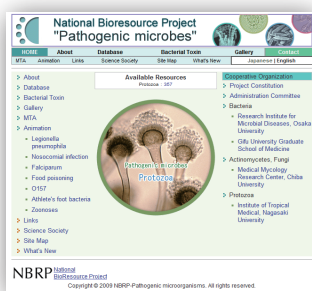 National Bioresource Project
"Pathogenic microbes"
HOME About Database Bacterial Toxin Gallery Contact
MTA Animation Links Science Society Site Map What's New Japanese | English
> About
> Database
> Bacterial Toxin
> Gallery
> MTA
> Animation
Legionella
pneumophila
Nosocomial infection
Falciparum
Food poisoning
O157
Athlete's foot bacteria
Zoonoses
> Links
> Science Society
> Site Map
> What's New
Available Resources
Protozoa : 357
Pathogenic microbes
Protozoa
Cooperative Organization
> Project Constitution
> Administration Committee
> Bacteria
Research Institute for
Microbial Diseases, Osaka
University
Gifu University Graduate
School of Medicine
> Actinomycetes, Fungi
Medical Mycology
Research Center, Chiba
University
> Protozoa
Institute of Tropical
Medical, Nagasaki
University
NBRP National
BioResource Project
Copyright © 2009 NBRP-Pathogenic microorganisms. All rights reserved.